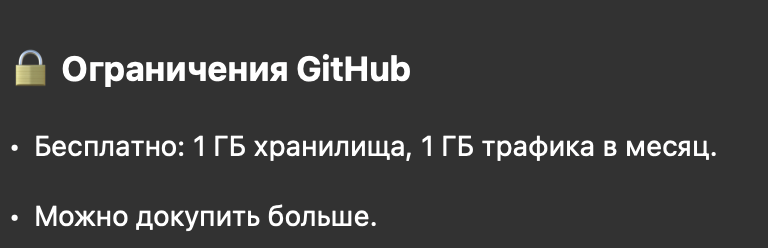 🔒 Ограничения GitHub
• Бесплатно: 1 ГБ хранилища, 1 ГБ трафика в месяц.
• Можно докупить больше.